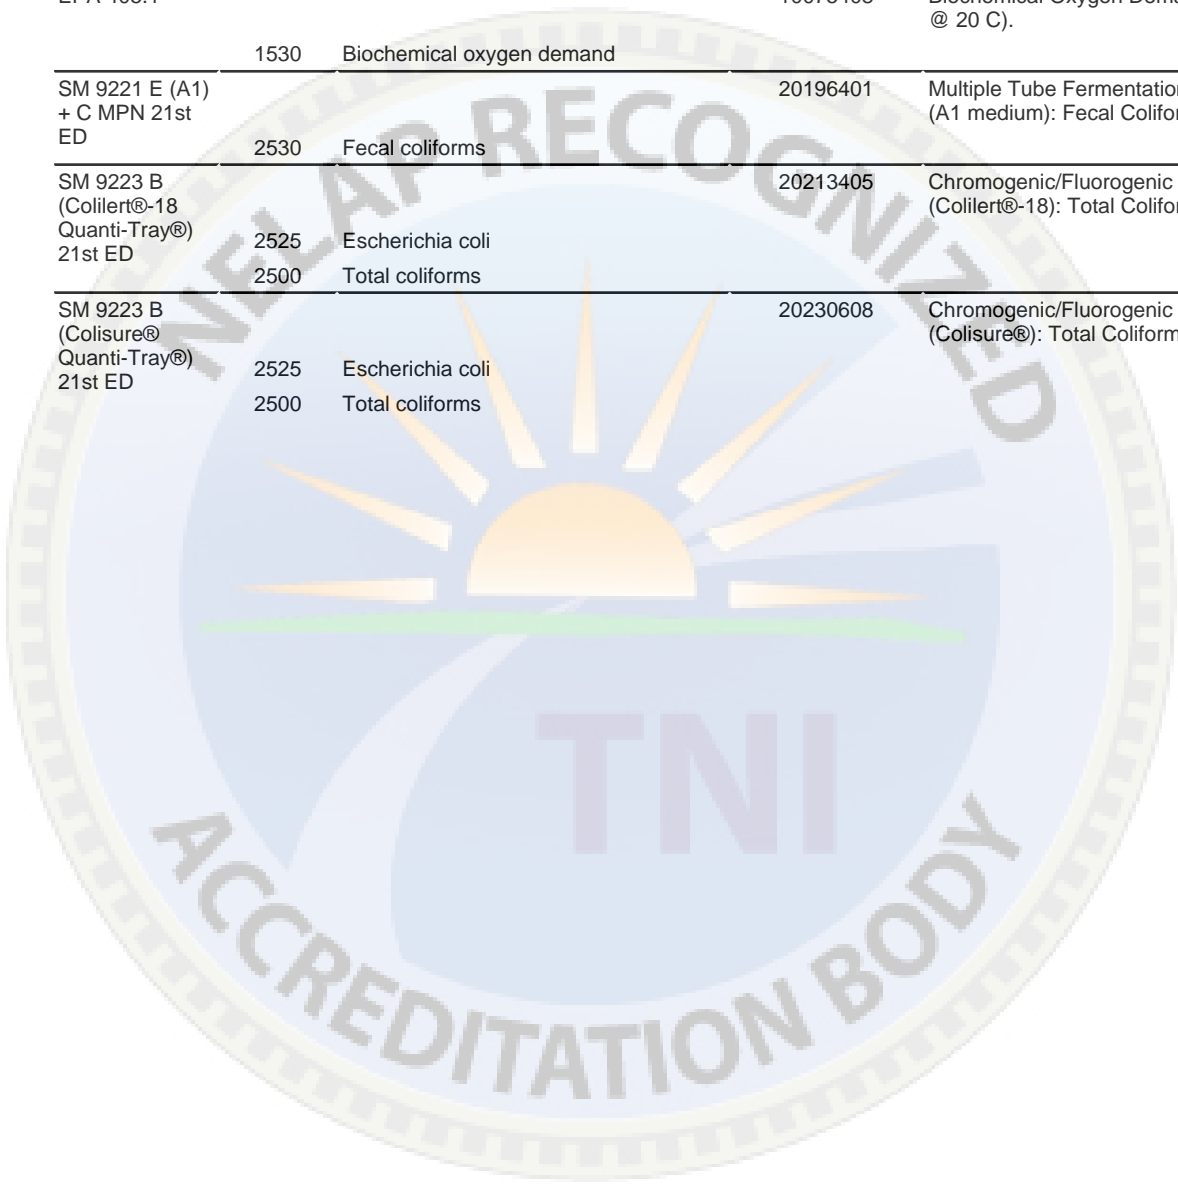 @ 20 C).
1530 Biochemical oxygen demand
SM 9221 E (A1) 20196401 Multiple Tube Fermentation
+ C MPN 21st (A1 medium): Fecal
ED
2530 Fecal coliforms
SM 9223 B 20213405 Chromogenic/Fluorogenic
(Colilert®-18 (Colilert®-18): Total
Quanti-Tray®)
2525 Escherichia coli
21st ED
2500 Total coliforms
SM 9223 B 20230608 Chromogenic/Fluorogenic
(Colisure® (Colisure®): Total Coliform
Quanti-Tray®)
2525 Escherichia coli
21st ED
2500 Total coliforms
NELAP RECOGNIZED
TNI
ACCREDITATION BODY